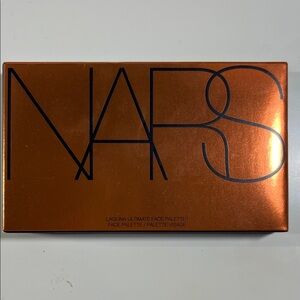 NARS
LAGUNA ULTIMATE FACE PALETTE
FACE PALETTE / PALETTE VISAGE